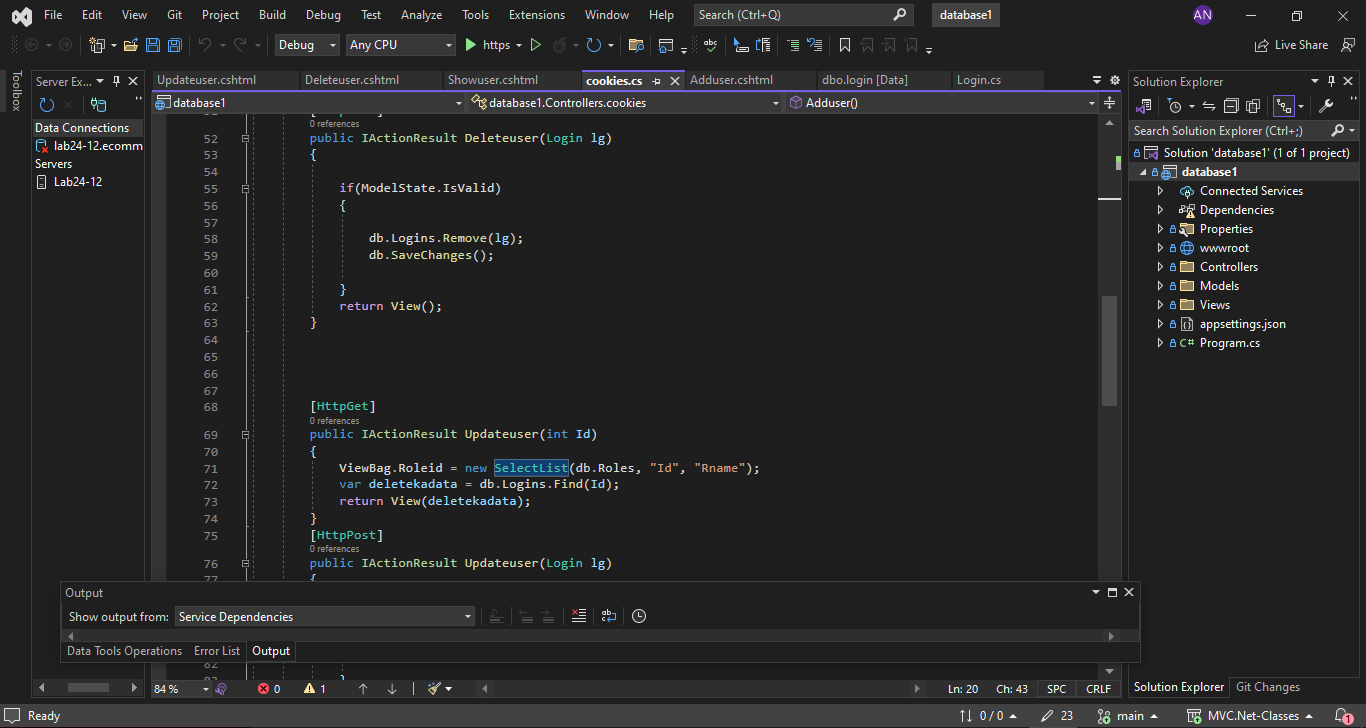 File Edit View Git Project Build Debug Test Analyze Tools Extensions Window Help Search (Ctrl+Q) database1 AN
Debug Any CPU https Live Share
Toolbox
Server Ex...
Data Connections
lab24-12.ecomm
Servers
Lab24-12
Updateuser.cshtml Deleteuser.cshtml Showuser.cshtml cookies.cs Adduser.cshtml dbo.login [Data] Login.cs
database1 database1.Controllers.cookies Adduser()
0 references
52 public IActionResult Deleteuser(Login lg)
53 {
54
55 if(ModelState.IsValid)
56 {
57
58 db.Logins.Remove(lg);
59 db.SaveChanges();
60
61 }
62 return View();
63 }
64
65
66
67
68 [HttpGet]
0 references
69 public IActionResult Updateuser(int Id)
70 {
71 ViewBag.Roleid = new SelectList(db.Roles, "Id", "Rname");
72 var deletekadata = db.Logins.Find(Id);
73 return View(deletekadata);
74 }
75 [HttpPost]
0 references
76 public IActionResult Updateuser(Login lg)
77 {
Output
Show output from: Service Dependencies
Data Tools Operations Error List Output
82 }
84 % 0 1 Ln: 20 Ch: 43 SPC CRLF
Solution Explorer
Search Solution Explorer (Ctrl+;)
Solution 'database1' (1 of 1 project)
database1
Connected Services
Dependencies
Properties
wwwroot
Controllers
Models
Views
appsettings.json
C# Program.cs
Solution Explorer Git Changes
Ready 0 / 0 23 main MVC.Net-Classes 1